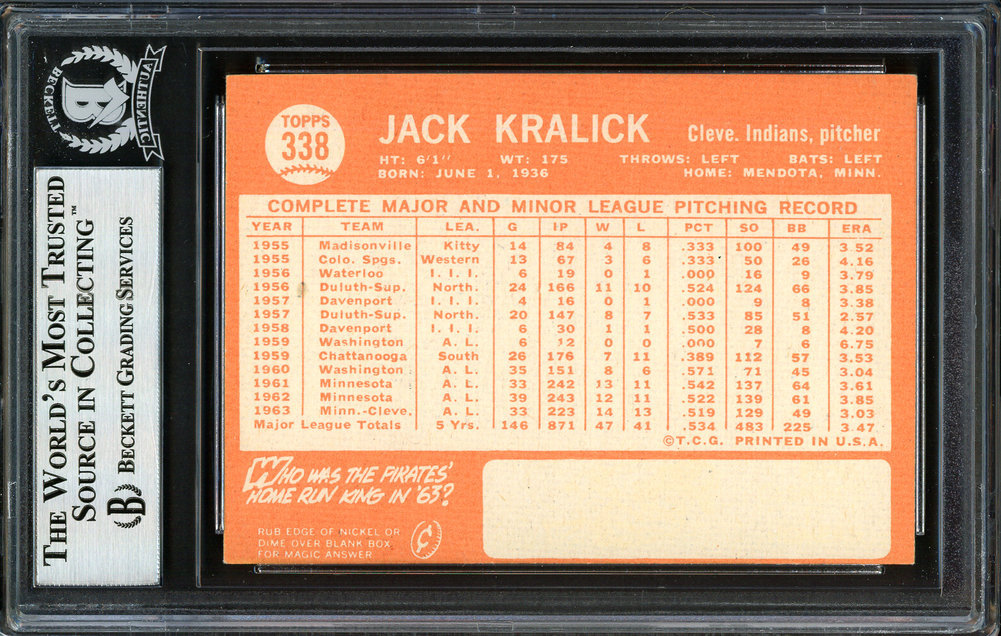 BECKETT
B
AUTHENTIC
THE WORLD'S MOST TRUSTED
SOURCE IN COLLECTING™
B BECKETT GRADING SERVICES
TOPPS
338
JACK KRALICK Cleve. Indians, pitcher
HT: 6'1" WT: 175 THROWS: LEFT BATS: LEFT
BORN: JUNE 1, 1936 HOME: MENDOTA, MINN.
COMPLETE MAJOR AND MINOR LEAGUE PITCHING RECORD
YEAR TEAM LEA. G IP W L PCT SO BB ERA
1955 Madisonville Kitty 14 84 4 8 .333 100 49 3.52
1955 Colo. Spgs. Western 13 67 3 6 .333 50 26 4.16
1956 Waterloo I. I. I. 6 19 0 1 .000 16 9 3.79
1956 Duluth-Sup. North. 24 166 11 10 .524 124 66 3.85
1957 Davenport I. I. I. 4 16 0 1 .000 9 8 3.38
1957 Duluth-Sup. North. 20 147 8 7 .533 85 51 2.57
1958 Davenport I. I. I. 6 30 1 1 .500 28 8 4.20
1959 Washington A. L. 6 12 0 0 .000 7 6 6.75
1959 Chattanooga South 26 176 7 11 .389 112 57 3.53
1960 Washington A. L. 35 151 8 6 .571 71 45 3.04
1961 Minnesota A. L. 33 242 13 11 .542 137 64 3.61
1962 Minnesota A. L. 39 243 12 11 .522 139 61 3.85
1963 Minn.-Cleve. A. L. 33 223 14 13 .519 129 49 3.03
Major League Totals 5 Yrs. 146 871 47 41 .534 483 225 3.47
©T.C.G. PRINTED IN U.S.A.
WHO WAS THE PIRATES'
HOME RUN KING IN '63?
RUB EDGE OF NICKEL OR
DIME OVER BLANK BOX
FOR MAGIC ANSWER
¢